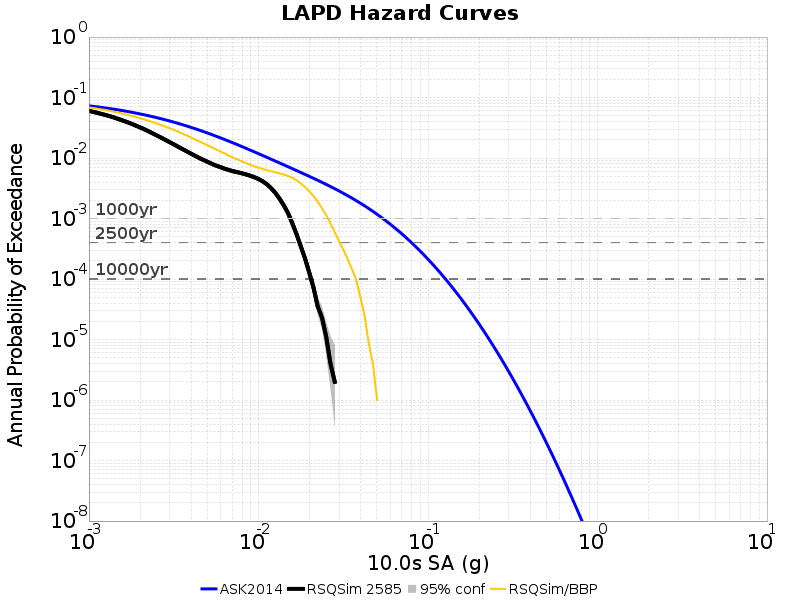 LAPD Hazard Curves
Annual Probability of Exceedance
10^0
10^-1
10^-2
10^-3
10^-4
10^-5
10^-6
10^-7
10^-8
1000yr
2500yr
10000yr
10^-3 10^-2 10^-1 10^0 10^1
10.0s SA (g)
ASK2014 RSQSim 2585 95% conf RSQSim/BBP